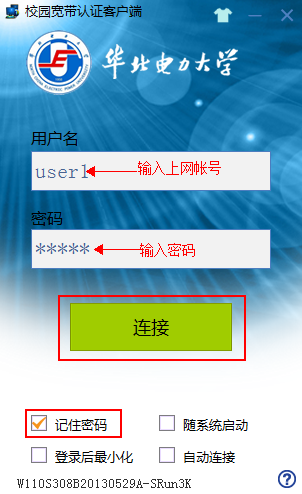 校园宽带认证客户端
华北电力大学
用户名
user1
输入上网帐号
密码
*****
输入密码
连接
记住密码
随系统启动
登录后最小化
自动连接
W110S308B20130529A-SRun3K